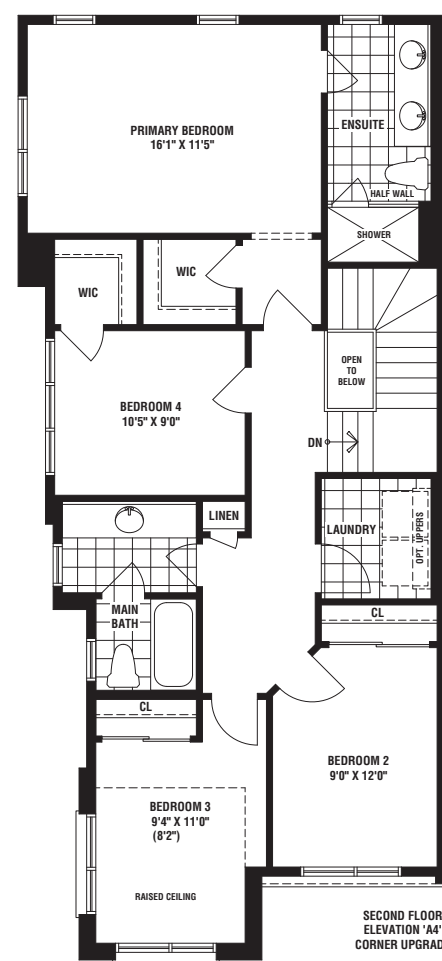 PRIMARY BEDROOM
16'1" X 11'5"
ENSUITE
HALF WALL
SHOWER
WIC
WIC
OPEN
TO
BELOW
BEDROOM 4
10'5" X 9'0"
DN
LINEN
LAUNDRY
OPT. UPPERS
MAIN
BATH
CL
CL
BEDROOM 2
9'0" X 12'0"
BEDROOM 3
9'4" X 11'0"
(8'2")
RAISED CEILING
SECOND FLOOR
ELEVATION 'A4'
CORNER UPGRAD